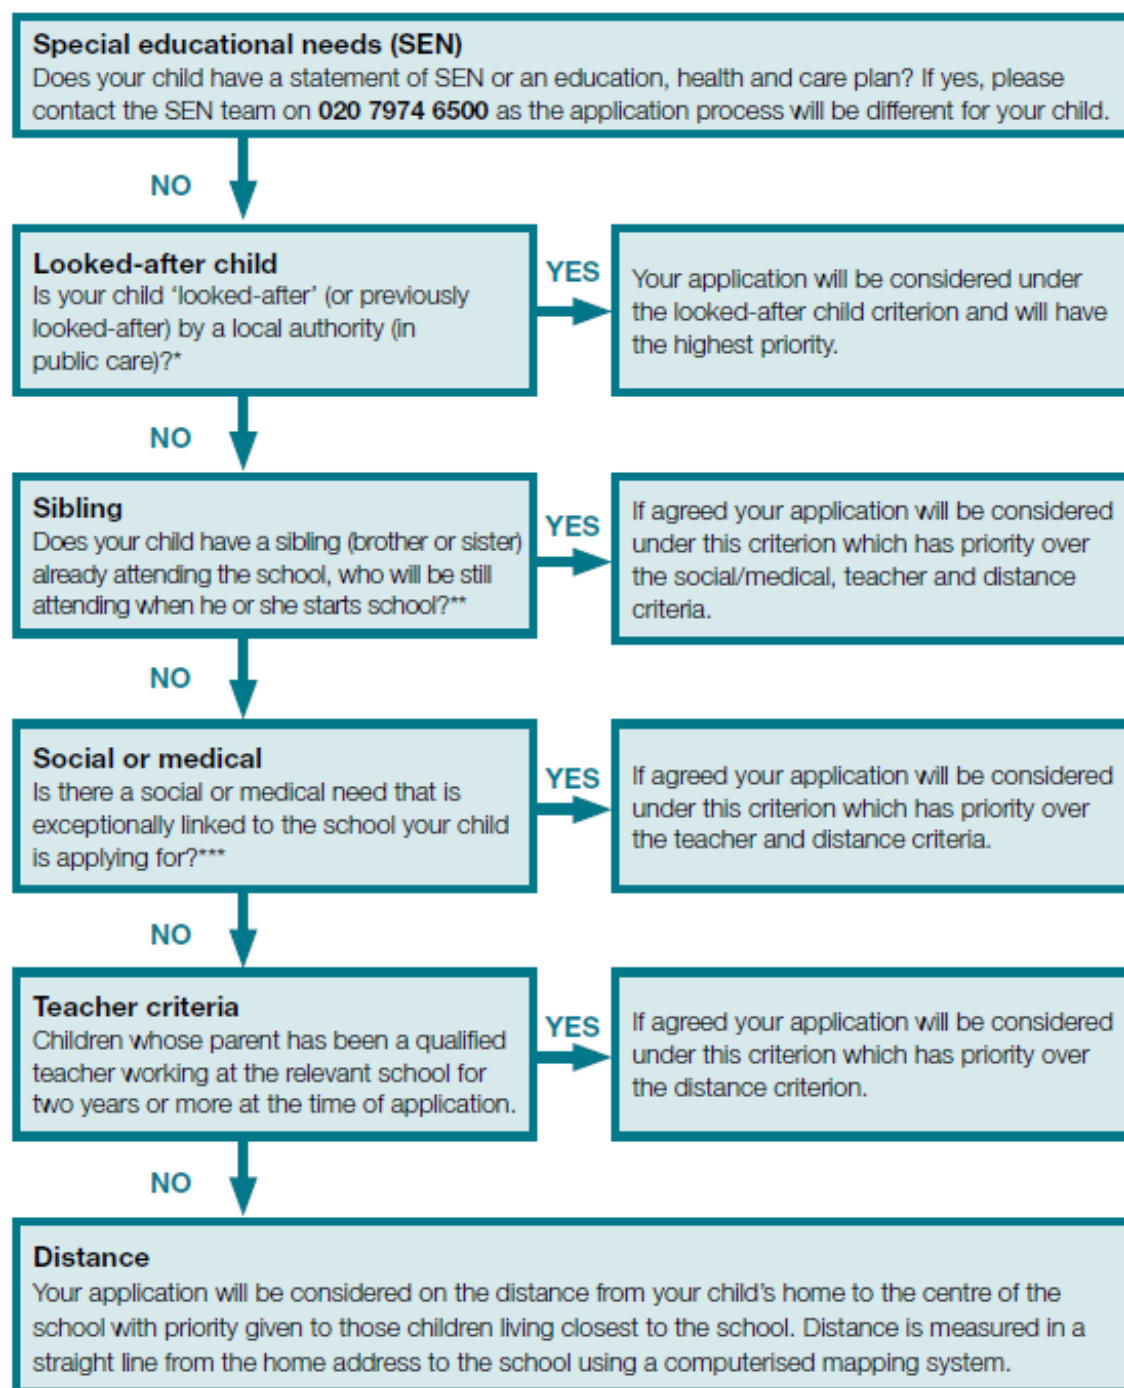 Special educational needs (SEN)
Does your child have a statement of SEN or an education, health and care plan? If yes, please
contact the SEN team on 020 7974 6500 as the application process will be different for your child.
NO
Looked-after child
Is your child ‘looked-after’ (or previously
looked-after) by a local authority (in
public care)?*
YES
Your application will be considered under
the looked-after child criterion and will have
the highest priority.
NO
Sibling
Does your child have a sibling (brother or sister)
already attending the school, who will be still
attending when he or she starts school?**
YES
If agreed your application will be considered
under this criterion which has priority over
the social/medical, teacher and distance
criteria.
NO
Social or medical
Is there a social or medical need that is
exceptionally linked to the school your child
is applying for?***
YES
If agreed your application will be considered
under this criterion which has priority over
the teacher and distance criteria.
NO
Teacher criteria
Children whose parent has been a qualified
teacher working at the relevant school for
two years or more at the time of application.
YES
If agreed your application will be considered
under this criterion which has priority over
the distance criterion.
NO
Distance
Your application will be considered on the distance from your child’s home to the centre of the
school with priority given to those children living closest to the school. Distance is measured in a
straight line from the home address to the school using a computerised mapping system.